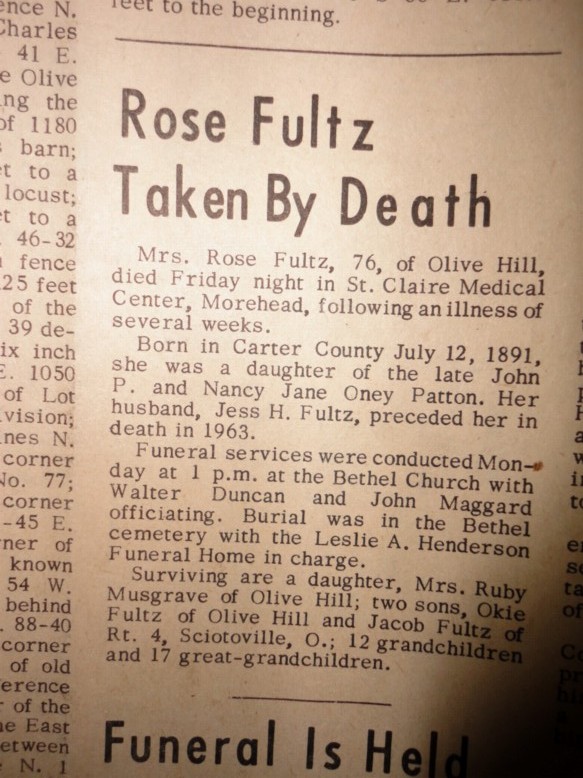 feet to the beginning.
ence N.
Charles
41 E.
e Olive
ng the
of 1180
barn;
et to a
locust;
et to a
46-32
fence
25 feet
of the
39 de-
ix inch
E. 1050
of Lot
vision;
nes N.
corner
No. 77;
corner
-45 E.
rner of
known
54 W.
behind
88-40
corner
of old
erence
of the
he East
etween
N. 1
Rose Fultz
Taken By Death
Mrs. Rose Fultz, 76, of Olive Hill,
died Friday night in St. Claire Medical
Center, Morehead, following an illness of
several weeks.
Born in Carter County July 12, 1891,
she was a daughter of the late John
P. and Nancy Jane Oney Patton. Her
husband, Jess H. Fultz, preceded her in
death in 1963.
Funeral services were conducted Mon-
day at 1 p.m. at the Bethel Church with
Walter Duncan and John Maggard
officiating. Burial was in the Bethel
cemetery with the Leslie A. Henderson
Funeral Home in charge.
Surviving are a daughter, Mrs. Ruby
Musgrave of Olive Hill; two sons, Okie
Fultz of Olive Hill and Jacob Fultz of
Rt. 4, Sciotoville, O.; 12 grandchildren
and 17 great-grandchildren.
Funeral Is Held